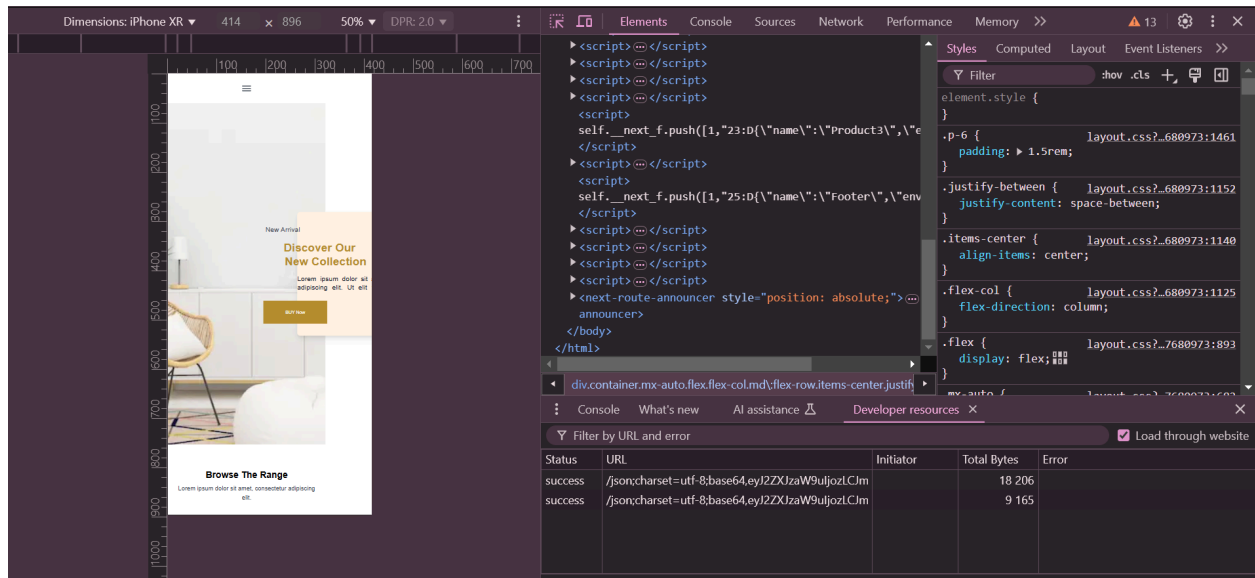 Dimensions: iPhone XR ▼ 414 × 896 50% ▼ DPR: 2.0 ▼
100 200 300 400 500 600 700
100
200
300
400
500
600
700
800
900
1000
New Arrival
Discover Our
New Collection
Lorem ipsum dolor sit
adipiscing elit. Ut elit
BUY Now
Browse The Range
Lorem ipsum dolor sit amet, consectetur adipiscing
elit.
Elements Console Sources Network Performance Memory 13
▶<script>…</script>
▶<script>…</script>
▶<script>…</script>
▶<script>…</script>
<script>
self.__next_f.push([1,"23:D{\"name\":\"Product3\",\"e
</script>
▶<script>…</script>
<script>
self.__next_f.push([1,"25:D{\"name\":\"Footer\",\"env
</script>
▶<script>…</script>
▶<script>…</script>
▶<script>…</script>
▶<script>…</script>
▶<next-route-announcer style="position: absolute;">…
announcer>
</body>
</html>
div.container.mx-auto.flex.flex-col.md\:flex-row.items-center.justify
Styles Computed Layout Event Listeners
Filter :hov .cls
element.style {
}
.p-6 { layout.css?…680973:1461
padding: ▶ 1.5rem;
}
.justify-between { layout.css?…680973:1152
justify-content: space-between;
}
.items-center { layout.css?…680973:1140
align-items: center;
}
.flex-col { layout.css?…680973:1125
flex-direction: column;
}
.flex { layout.css?…7680973:893
display: flex;
}
Console What's new AI assistance Developer resources ×
Filter by URL and error Load through website
Status URL Initiator Total Bytes Error
success /json;charset=utf-8;base64,eyJ2ZXJzaW9uIjozLCJm 18 206
success /json;charset=utf-8;base64,eyJ2ZXJzaW9uIjozLCJm 9 165